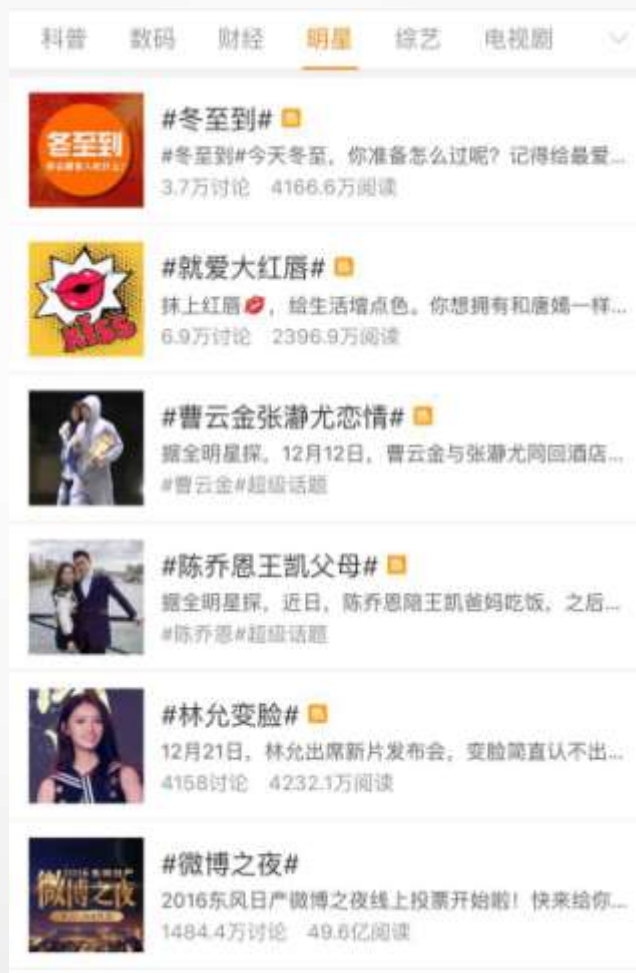 科普 数码 财经 明星 综艺 电视剧
冬至到
#冬至到#
#冬至到#今天冬至，你准备怎么过呢？记得给最爱...
3.7万讨论 4166.6万阅读
KISS
#就爱大红唇#
抹上红唇💋，给生活增点色。你想拥有和唐嫣一样...
6.9万讨论 2396.9万阅读
#曹云金张瀞尤恋情#
据全明星探，12月12日，曹云金与张瀞尤同回酒店...
#曹云金#超级话题
#陈乔恩王凯父母#
据全明星探，近日，陈乔恩陪王凯爸妈吃饭，之后...
#陈乔恩#超级话题
#林允变脸#
12月21日，林允出席新片发布会，变脸简直认不出...
4158讨论 4232.1万阅读
2016东风日产
微博之夜
#微博之夜#
2016东风日产微博之夜线上投票开始啦！快来给你...
1484.4万讨论 49.6亿阅读